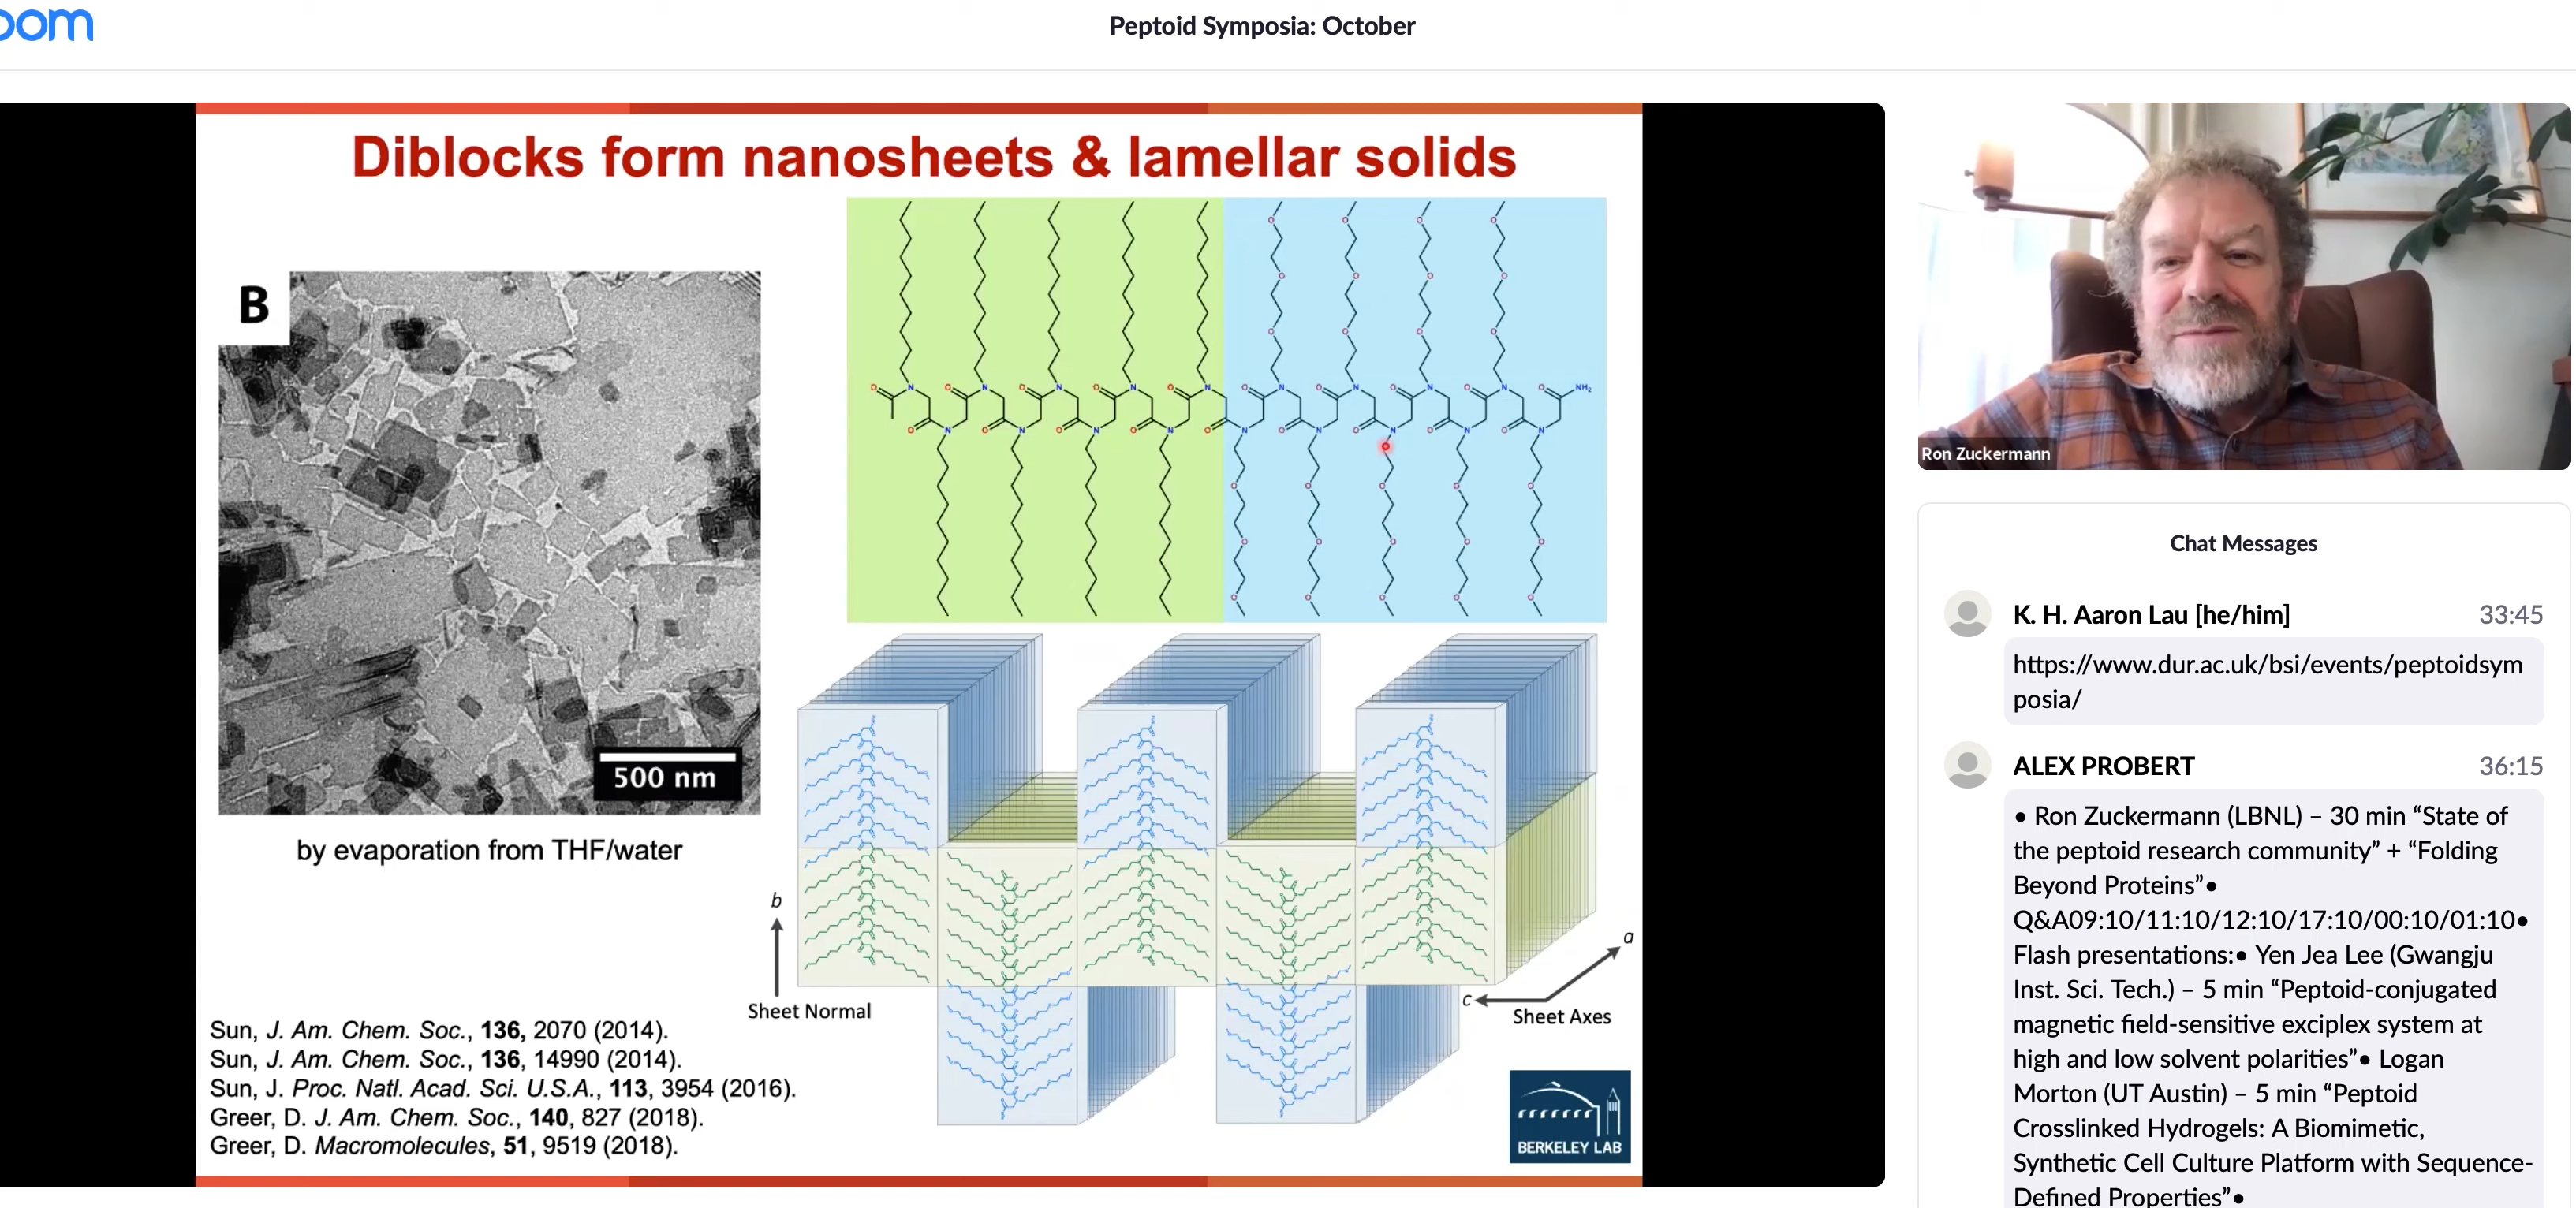 oom
Peptoid Symposia: October
Diblocks form nanosheets & lamellar solids
B
500 nm
by evaporation from THF/water
NH₂
b
Sheet Normal
a
c
Sheet Axes
Sun, J. Am. Chem. Soc., 136, 2070 (2014).
Sun, J. Am. Chem. Soc., 136, 14990 (2014).
Sun, J. Proc. Natl. Acad. Sci. U.S.A., 113, 3954 (2016).
Greer, D. J. Am. Chem. Soc., 140, 827 (2018).
Greer, D. Macromolecules, 51, 9519 (2018).
BERKELEY LAB
Ron Zuckermann
Chat Messages
K. H. Aaron Lau [he/him] 33:45
https://www.dur.ac.uk/bsi/events/peptoidsym
posia/
ALEX PROBERT 36:15
• Ron Zuckermann (LBNL) – 30 min “State of
the peptoid research community” + “Folding
Beyond Proteins”•
Q&A09:10/11:10/12:10/17:10/00:10/01:10•
Flash presentations:• Yen Jea Lee (Gwangju
Inst. Sci. Tech.) – 5 min “Peptoid-conjugated
magnetic field-sensitive exciplex system at
high and low solvent polarities”• Logan
Morton (UT Austin) – 5 min “Peptoid
Crosslinked Hydrogels: A Biomimetic,
Synthetic Cell Culture Platform with Sequence-
Defined Properties”•